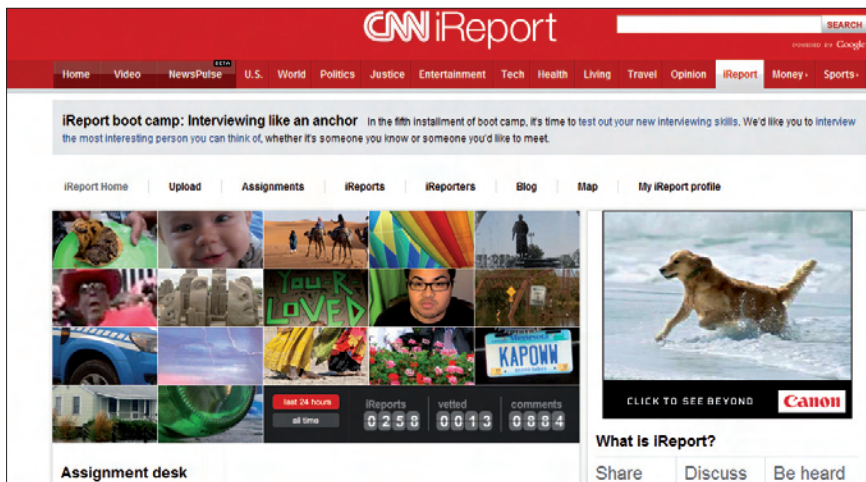 CNN iReport
SEARCH
POWERED BY Google
BETA
Home Video NewsPulse U.S. World Politics Justice Entertainment Tech Health Living Travel Opinion iReport Money Sports
iReport boot camp: Interviewing like an anchor In the fifth installment of boot camp, it's time to test out your new interviewing skills. We'd like you to interview
the most interesting person you can think of, whether it's someone you know or someone you'd like to meet.
iReport Home Upload Assignments iReports iReporters Blog Map My iReport profile
YOU-R
LOVED
Minnesota
KAPOWW
last 24 hours
all time
iReports vetted comments
0258 0013 0884
CLICK TO SEE BEYOND Canon
What is iReport?
Assignment desk
Share Discuss Be heard